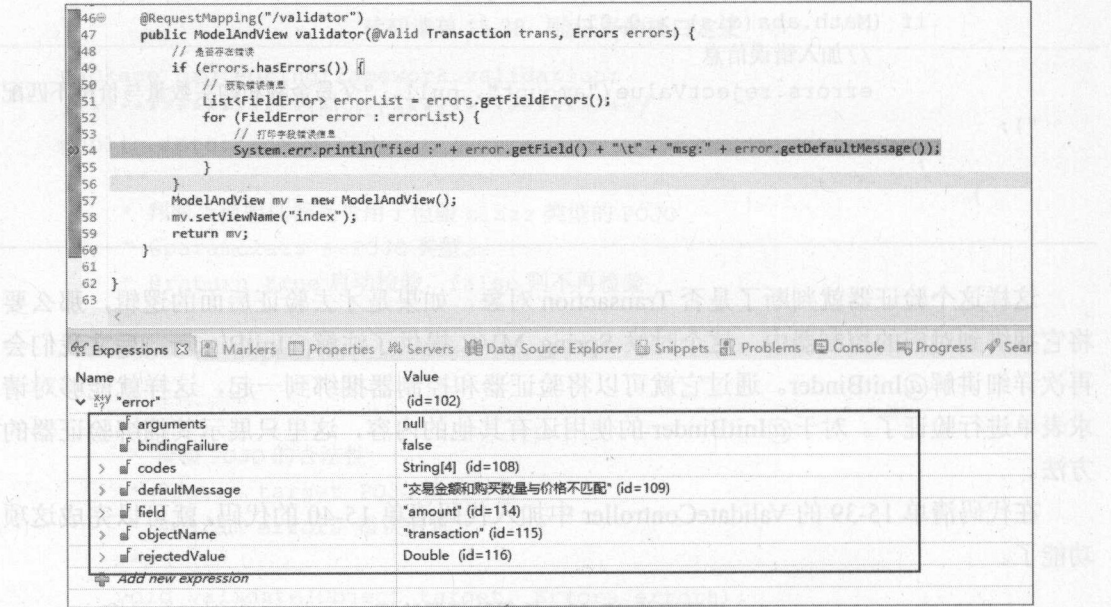 46 @RequestMapping("/validator")
47 public ModelAndView validator(@Valid Transaction trans, Errors errors) {
48 // 是否存在错误
49 if (errors.hasErrors()) {
50 // 获取错误信息
51 List<FieldError> errorList = errors.getFieldErrors();
52 for (FieldError error : errorList) {
53 // 打印字段错误信息
54 System.err.println("fied :" + error.getField() + "\t" + "msg:" + error.getDefaultMessage());
55 }
56 }
57 ModelAndView mv = new ModelAndView();
58 mv.setViewName("index");
59 return mv;
60 }
61
62 }
63
Expressions Markers Properties Servers Data Source Explorer Snippets Problems Console Progress Sear
Name Value
"error" (id=102)
arguments null
bindingFailure false
codes String[4] (id=108)
defaultMessage "交易金额和购买数量与价格不匹配" (id=109)
field "amount" (id=114)
objectName "transaction" (id=115)
rejectedValue Double (id=116)
Add new expression